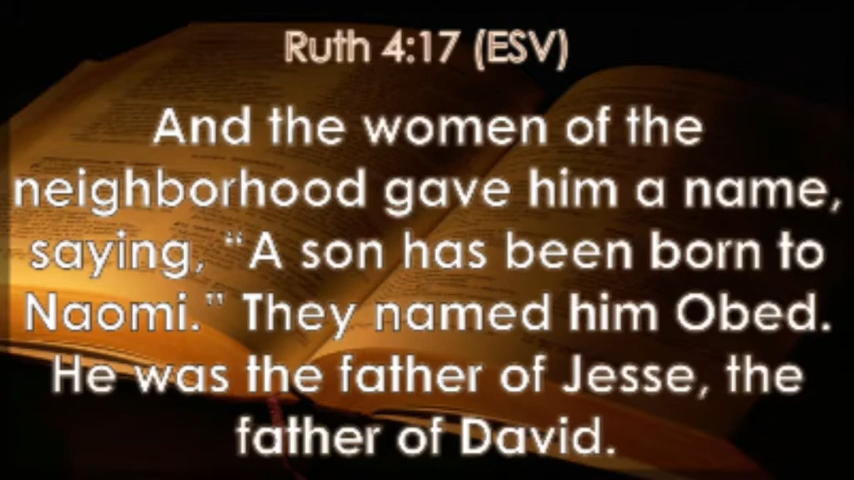 Ruth 4:17 (ESV)
And the women of the
neighborhood gave him a name,
saying, “A son has been born to
Naomi.” They named him Obed.
He was the father of Jesse, the
father of David.